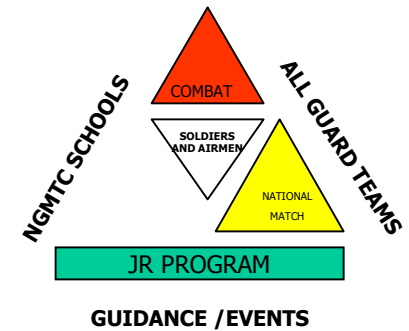 COMBAT
NGMTC SCHOOLS
ALL GUARD TEAMS
SOLDIERS
AND AIRMEN
NATIONAL
MATCH
JR PROGRAM
GUIDANCE /EVENTS